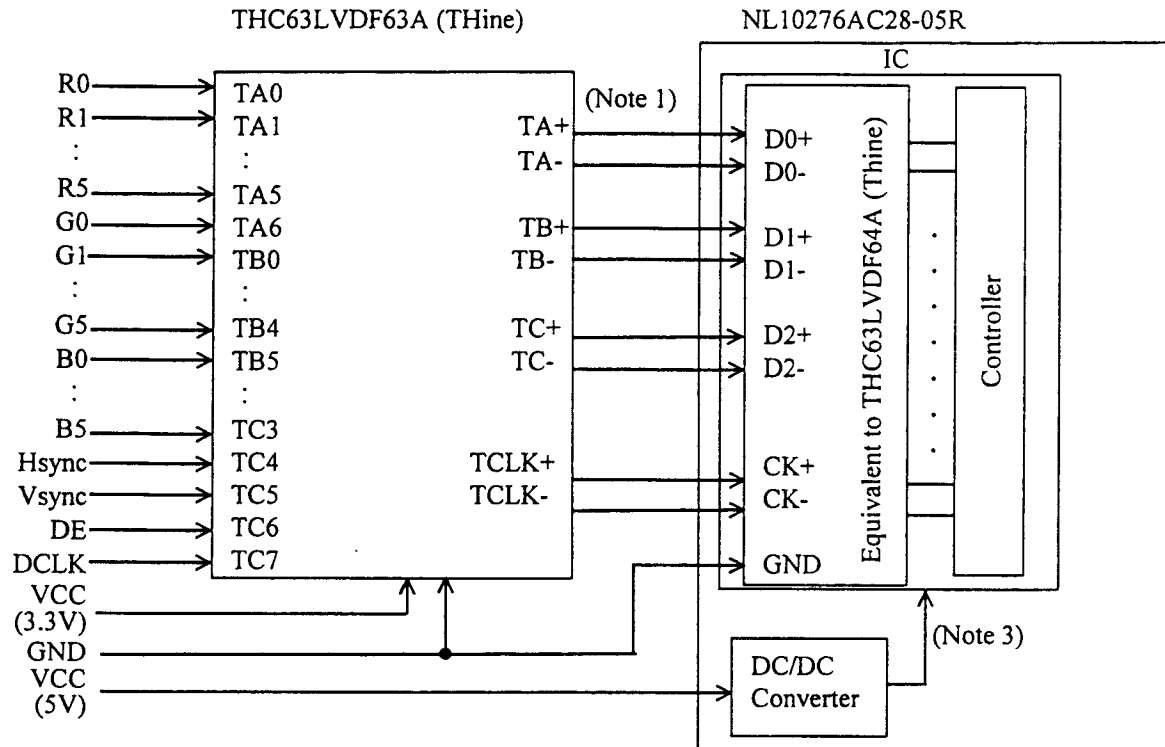 THC63LVDF63A (THine)
NL10276AC28-05R
R0
R1
:
R5
G0
G1
:
G5
B0
:
B5
Hsync
Vsync
DE
DCLK
VCC
(3.3V)
GND
VCC
(5V)
TA0
TA1
:
TA5
TA6
TB0
:
TB4
TB5
:
TC3
TC4
TC5
TC6
TC7
TA+
TA-
TB+
TB-
TC+
TC-
TCLK+
TCLK-
(Note 1)
IC
D0+
D0-
D1+
D1-
D2+
D2-
CK+
CK-
GND
Equivalent to THC63LVDF64A (Thine)
Controller
(Note 3)
DC/DC
Converter